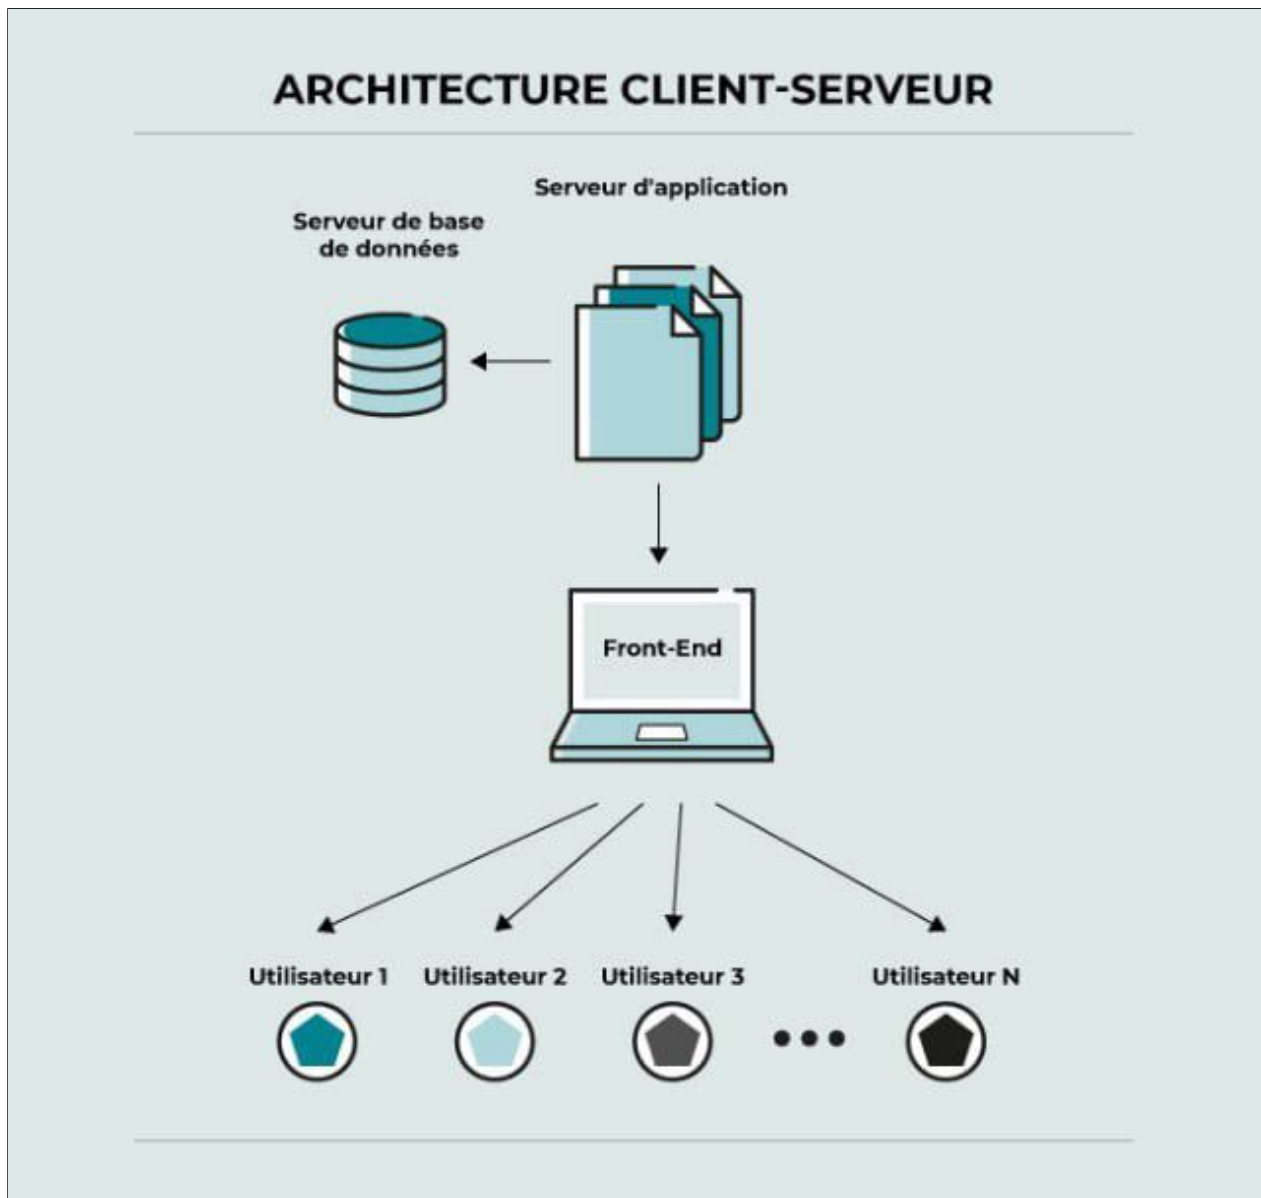 ARCHITECTURE CLIENT-SERVEUR
Serveur d'application
Serveur de base
de données
Front-End
Utilisateur 1
Utilisateur 2
Utilisateur 3
Utilisateur N